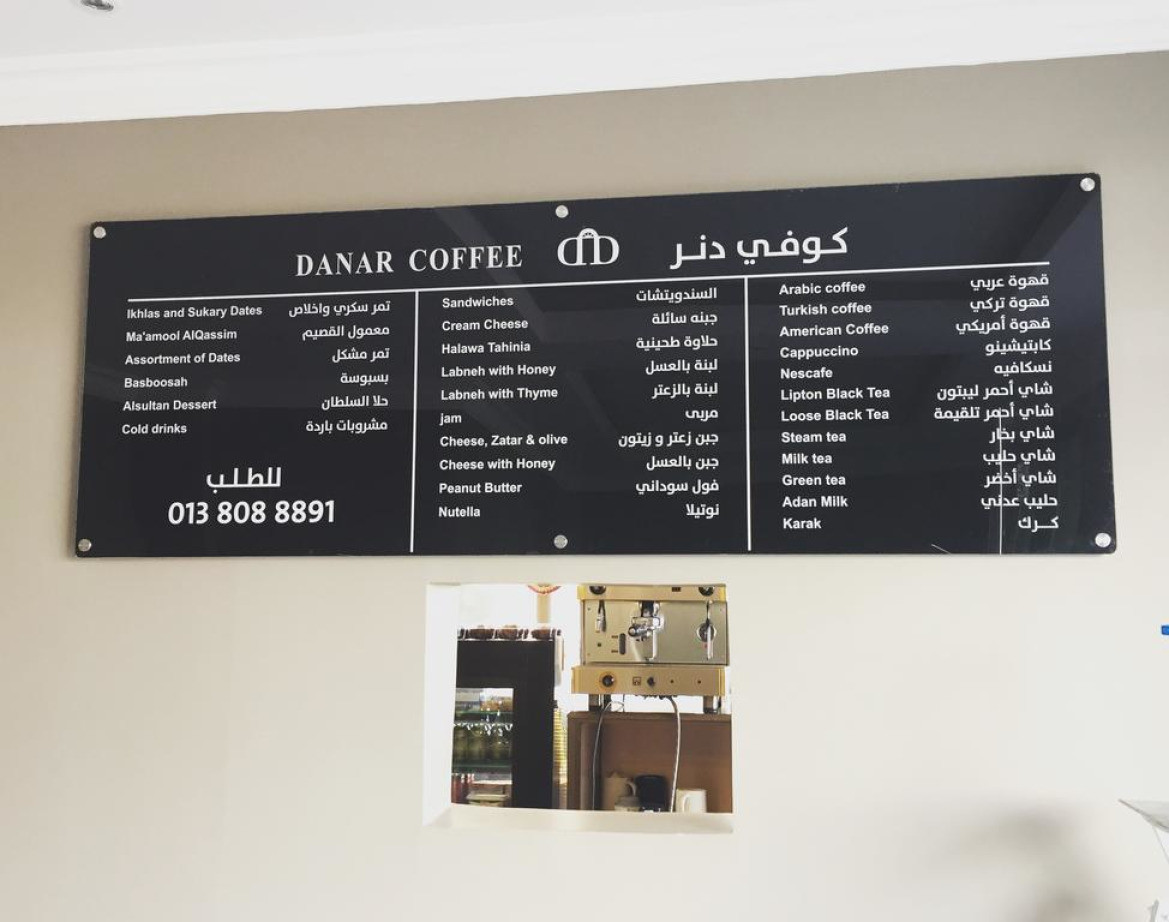 DANAR COFFEE كوفي دنر
Ikhlas and Sukary Dates تمر سكري واخلاص
Ma'amool AlQassim معمول القصيم
Assortment of Dates تمر مشكل
Basboosah بسبوسة
Alsultan Dessert حلا السلطان
Cold drinks مشروبات باردة
للطلب
013 808 8891
Sandwiches السندويتشات
Cream Cheese جبنه سائلة
Halawa Tahinia حلاوة طحينية
Labneh with Honey لبنة بالعسل
Labneh with Thyme لبنة بالزعتر
jam مربى
Cheese, Zatar & olive جبن زعتر و زيتون
Cheese with Honey جبن بالعسل
Peanut Butter فول سوداني
Nutella نوتيلا
Arabic coffee قهوة عربي
Turkish coffee قهوة تركي
American Coffee قهوة أمريكي
Cappuccino كابتيشينو
Nescafe نسكافيه
Lipton Black Tea شاي أحمر ليبتون
Loose Black Tea شاي أحمر تلقيمة
Steam tea شاي بخار
Milk tea شاي حليب
Green tea شاي أخضر
Adan Milk حليب عدني
Karak كرك